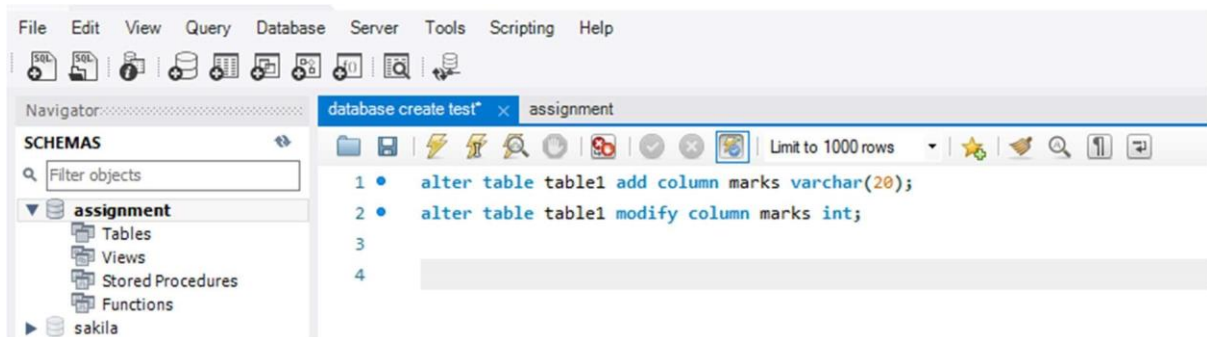 File Edit View Query Database Server Tools Scripting Help
Navigator
SCHEMAS
Filter objects
assignment
Tables
Views
Stored Procedures
Functions
sakila
database create test* × assignment
Limit to 1000 rows
1 alter table table1 add column marks varchar(20);
2 alter table table1 modify column marks int;
3
4